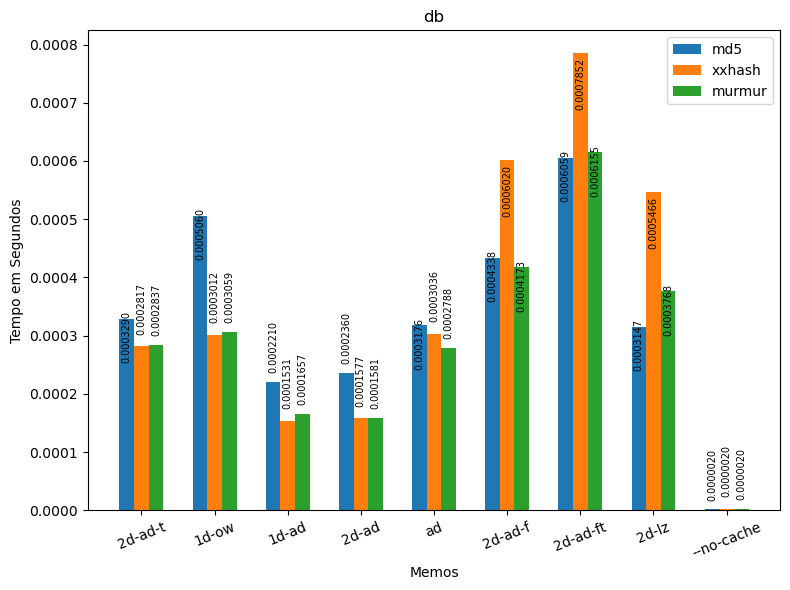 db
md5
xxhash
murmur
Tempo em Segundos
0.0008
0.0007
0.0006
0.0005
0.0004
0.0003
0.0002
0.0001
0.0000
0.0003290
0.0002817
0.0002837
0.0005060
0.0003012
0.0003059
0.0002210
0.0001531
0.0001657
0.0002360
0.0001577
0.0001581
0.0003176
0.0003036
0.0002788
0.0004338
0.0006020
0.0004173
0.0006059
0.0007852
0.0006155
0.0003147
0.0005466
0.0003768
0.0000020
0.0000020
0.0000020
2d-ad-t
1d-ow
1d-ad
2d-ad
ad
2d-ad-f
2d-ad-ft
2d-lz
--no-cache
Memos